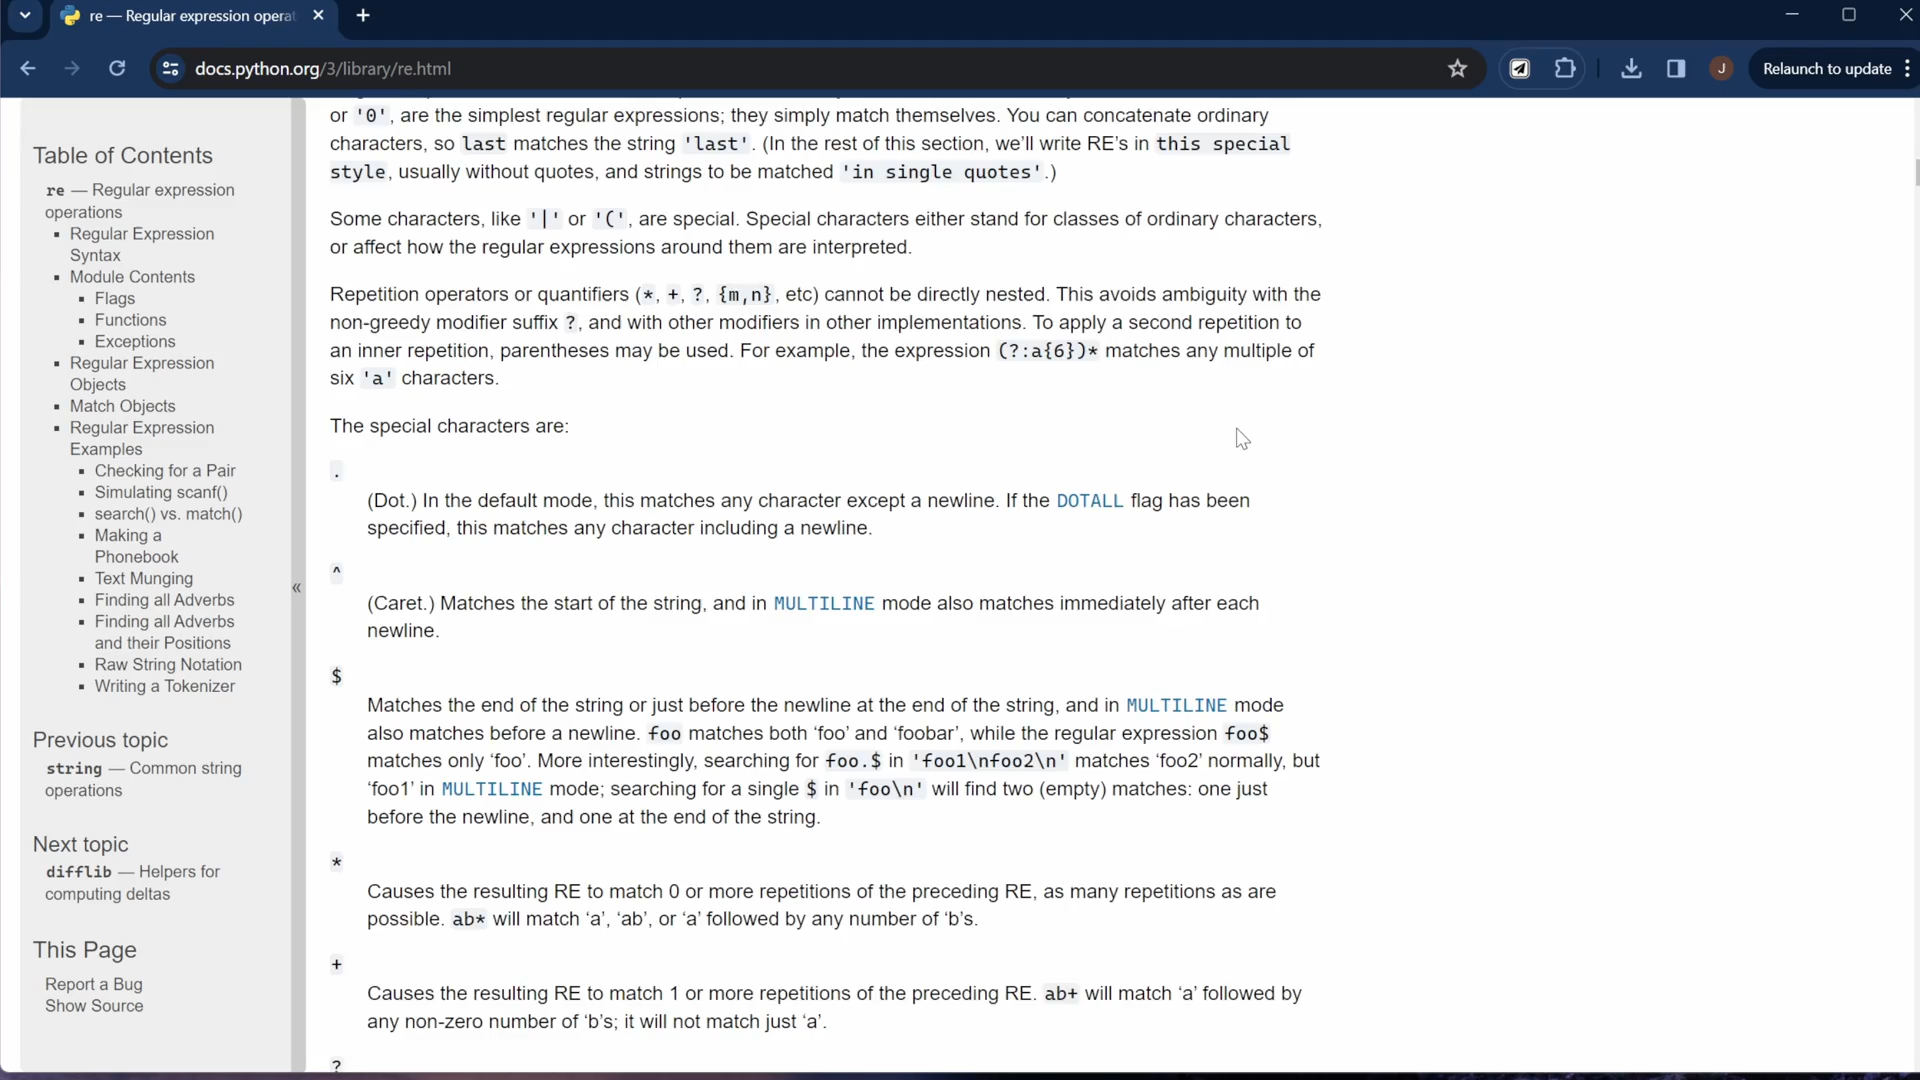 re — Regular expression operat
docs.python.org/3/library/re.html
J
Relaunch to update
Table of Contents
re — Regular expression
operations
Regular Expression
Syntax
Module Contents
Flags
Functions
Exceptions
Regular Expression
Objects
Match Objects
Regular Expression
Examples
Checking for a Pair
Simulating scanf()
search() vs. match()
Making a
Phonebook
Text Munging
Finding all Adverbs
Finding all Adverbs
and their Positions
Raw String Notation
Writing a Tokenizer
Previous topic
string — Common string
operations
Next topic
difflib — Helpers for
computing deltas
This Page
Report a Bug
Show Source
«
or '0', are the simplest regular expressions; they simply match themselves. You can concatenate ordinary
characters, so last matches the string 'last'. (In the rest of this section, we’ll write RE’s in this special
style, usually without quotes, and strings to be matched 'in single quotes'.)
Some characters, like '|' or '(', are special. Special characters either stand for classes of ordinary characters,
or affect how the regular expressions around them are interpreted.
Repetition operators or quantifiers (*, +, ?, {m,n}, etc) cannot be directly nested. This avoids ambiguity with the
non-greedy modifier suffix ?, and with other modifiers in other implementations. To apply a second repetition to
an inner repetition, parentheses may be used. For example, the expression (?:a{6})* matches any multiple of
six 'a' characters.
The special characters are:
.
(Dot.) In the default mode, this matches any character except a newline. If the DOTALL flag has been
specified, this matches any character including a newline.
^
(Caret.) Matches the start of the string, and in MULTILINE mode also matches immediately after each
newline.
$
Matches the end of the string or just before the newline at the end of the string, and in MULTILINE mode
also matches before a newline. foo matches both ‘foo’ and ‘foobar’, while the regular expression foo$
matches only ‘foo’. More interestingly, searching for foo.$ in 'foo1\nfoo2\n' matches ‘foo2’ normally, but
‘foo1’ in MULTILINE mode; searching for a single $ in 'foo\n' will find two (empty) matches: one just
before the newline, and one at the end of the string.
*
Causes the resulting RE to match 0 or more repetitions of the preceding RE, as many repetitions as are
possible. ab* will match ‘a’, ‘ab’, or ‘a’ followed by any number of ‘b’s.
+
Causes the resulting RE to match 1 or more repetitions of the preceding RE. ab+ will match ‘a’ followed by
any non-zero number of ‘b’s; it will not match just ‘a’.
?